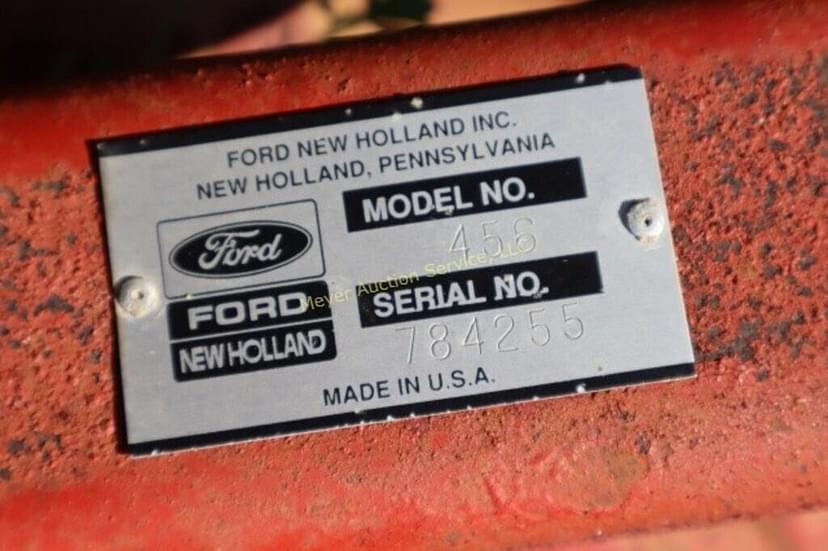 FORD NEW HOLLAND INC.
NEW HOLLAND, PENNSYLVANIA
Ford
FORD
NEW HOLLAND
MODEL NO.
456
SERIAL NO.
784255
MADE IN U.S.A.
Meyer Auction Service, LLC